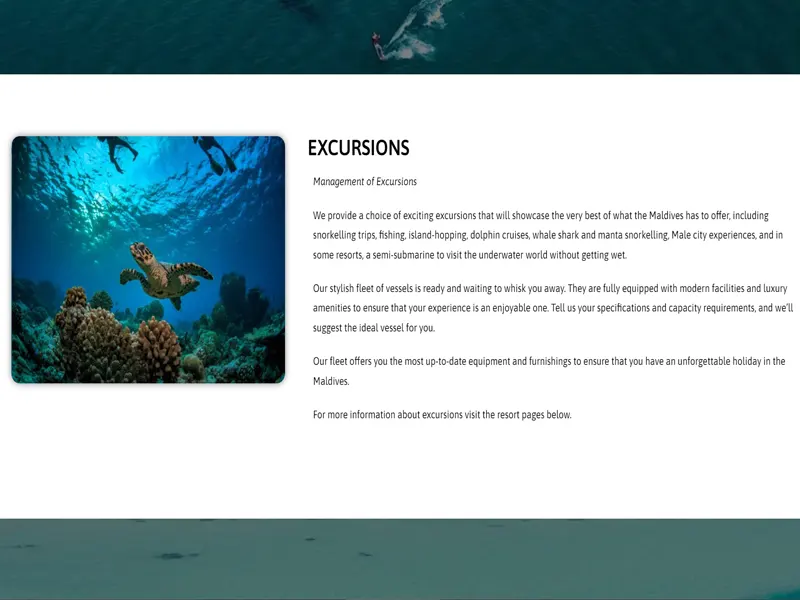 EXCURSIONS
Management of Excursions
We provide a choice of exciting excursions that will showcase the very best of what the Maldives has to offer, including
snorkelling trips, fishing, island-hopping, dolphin cruises, whale shark and manta snorkelling, Male city experiences, and in
some resorts, a semi-submarine to visit the underwater world without getting wet.
Our stylish fleet of vessels is ready and waiting to whisk you away. They are fully equipped with modern facilities and luxury
amenities to ensure that your experience is an enjoyable one. Tell us your specifications and capacity requirements, and we'll
suggest the ideal vessel for you.
Our fleet offers you the most up-to-date equipment and furnishings to ensure that you have an unforgettable holiday in the
Maldives.
For more information about excursions visit the resort pages below.